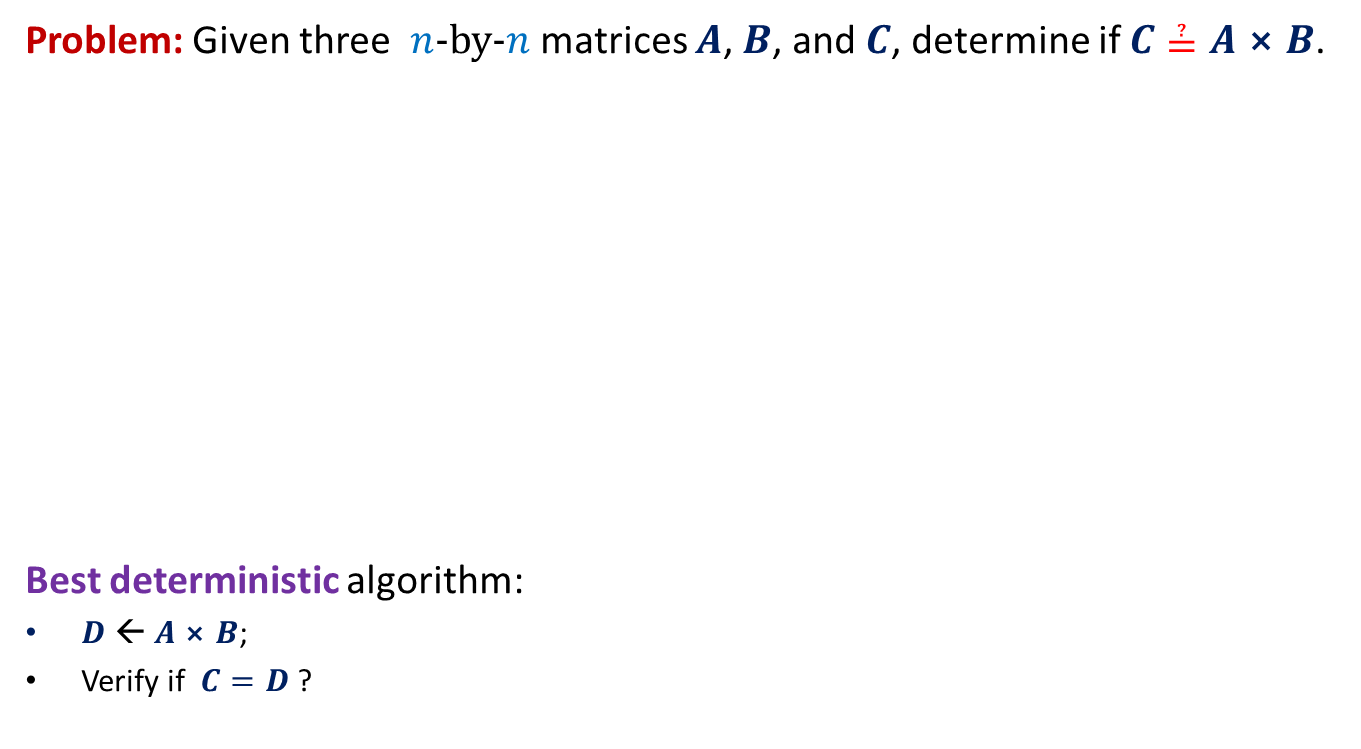 Problem: Given three n-by-n matrices A, B, and C, determine if C ≟ A × B.
Best deterministic algorithm:
• D ← A × B;
• Verify if C = D ?